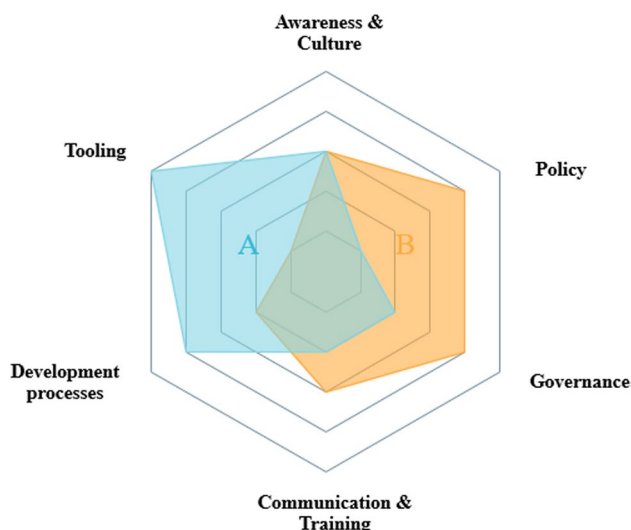 Awareness &
Culture
Tooling
Policy
A
B
Development
processes
Governance
Communication &
Training